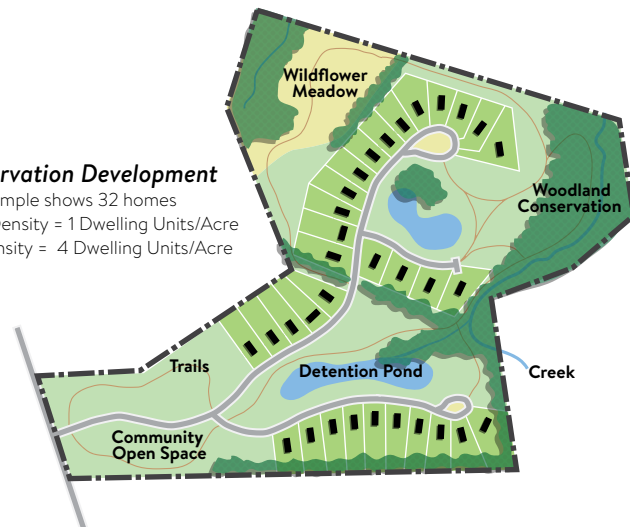 Wildflower
Meadow
rvation Development
mple shows 32 homes
ensity = 1 Dwelling Units/Acre
nsity = 4 Dwelling Units/Acre
Woodland
Conservation
Trails
Detention Pond
Creek
Community
Open Space